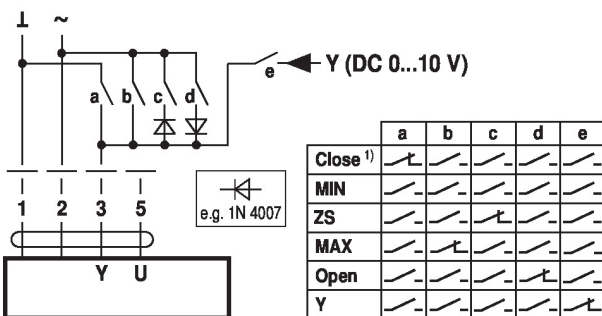 ⊥ ~
e Y (DC 0...10 V)
a b c d
1 2 3 5
e.g. 1N 4007
Y U
a b c d e
Close 1)
MIN
ZS
MAX
Open
Y